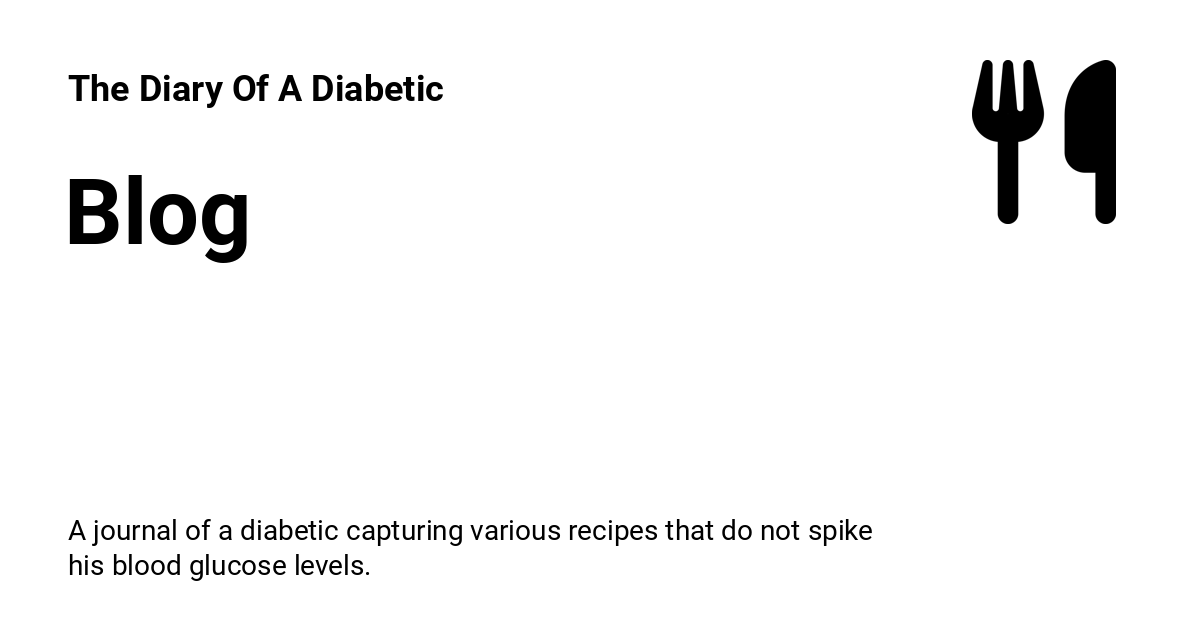 The Diary Of A Diabetic
Blog
A journal of a diabetic capturing various recipes that do not spike
his blood glucose levels.